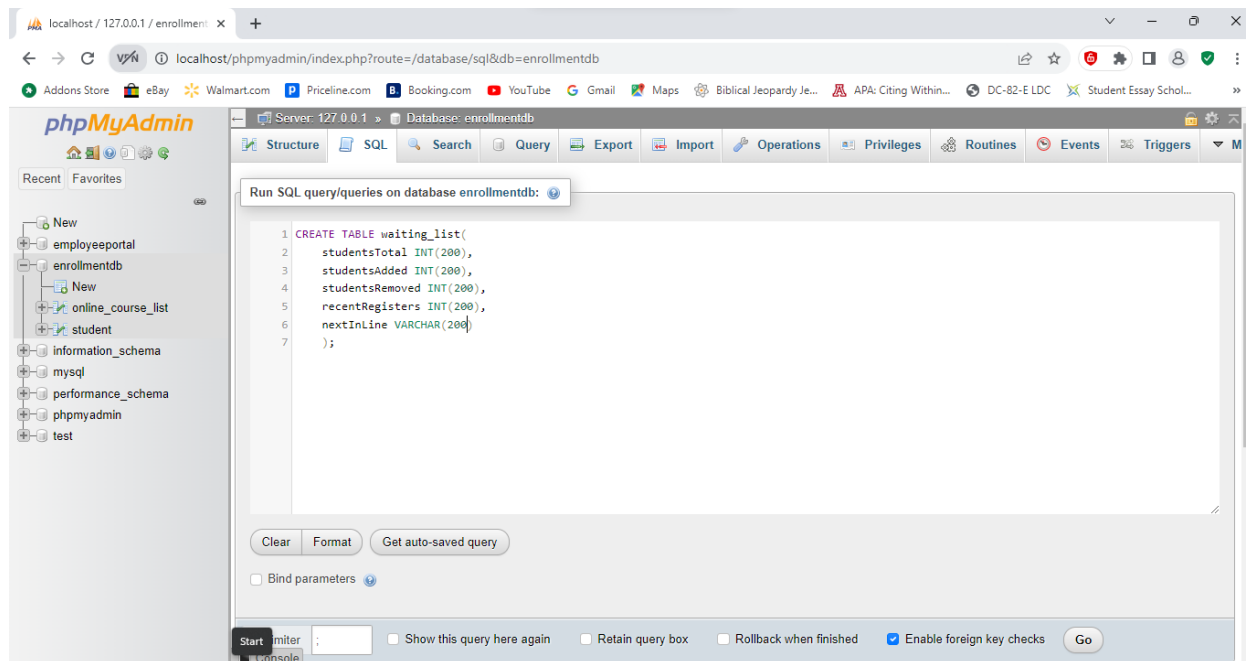 localhost / 127.0.0.1 / enrollment
localhost/phpmyadmin/index.php?route=/database/sql&db=enrollmentdb
Addons Store eBay Walmart.com Priceline.com Booking.com YouTube Gmail Maps Biblical Jeopardy Je... APA: Citing Within... DC-82-E LDC Student Essay Schol... »
phpMyAdmin
Recent Favorites
New
employeeportal
enrollmentdb
New
online_course_list
student
information_schema
mysql
performance_schema
phpmyadmin
test
Server: 127.0.0.1 » Database: enrollmentdb
Structure SQL Search Query Export Import Operations Privileges Routines Events Triggers M
Run SQL query/queries on database enrollmentdb:
1 CREATE TABLE waiting_list(
2 studentsTotal INT(200),
3 studentsAdded INT(200),
4 studentsRemoved INT(200),
5 recentRegisters INT(200),
6 nextInLine VARCHAR(200)
7 );
Clear Format Get auto-saved query
Bind parameters
Start imiter ; Show this query here again Retain query box Rollback when finished Enable foreign key checks Go
Console